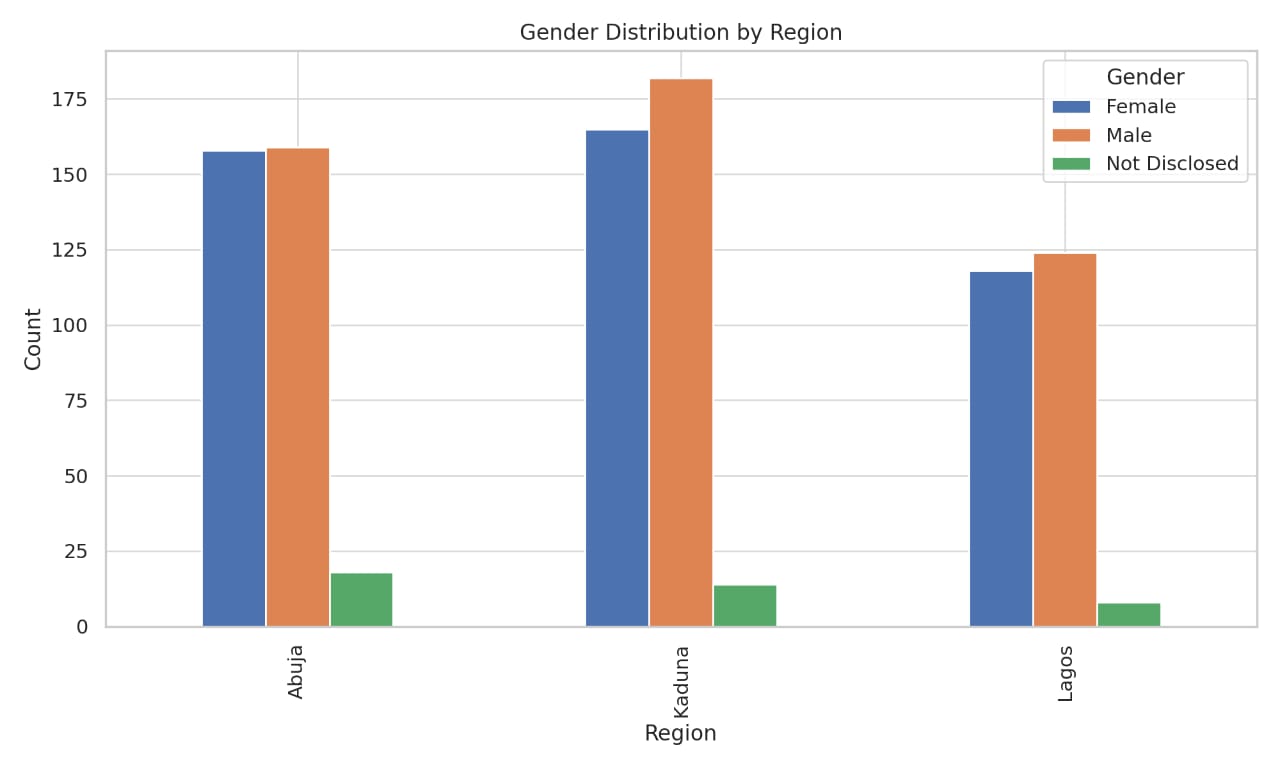 Gender Distribution by Region
Gender
Female
Male
Not Disclosed
Count
175
150
125
100
75
50
25
0
Abuja
Kaduna
Lagos
Region